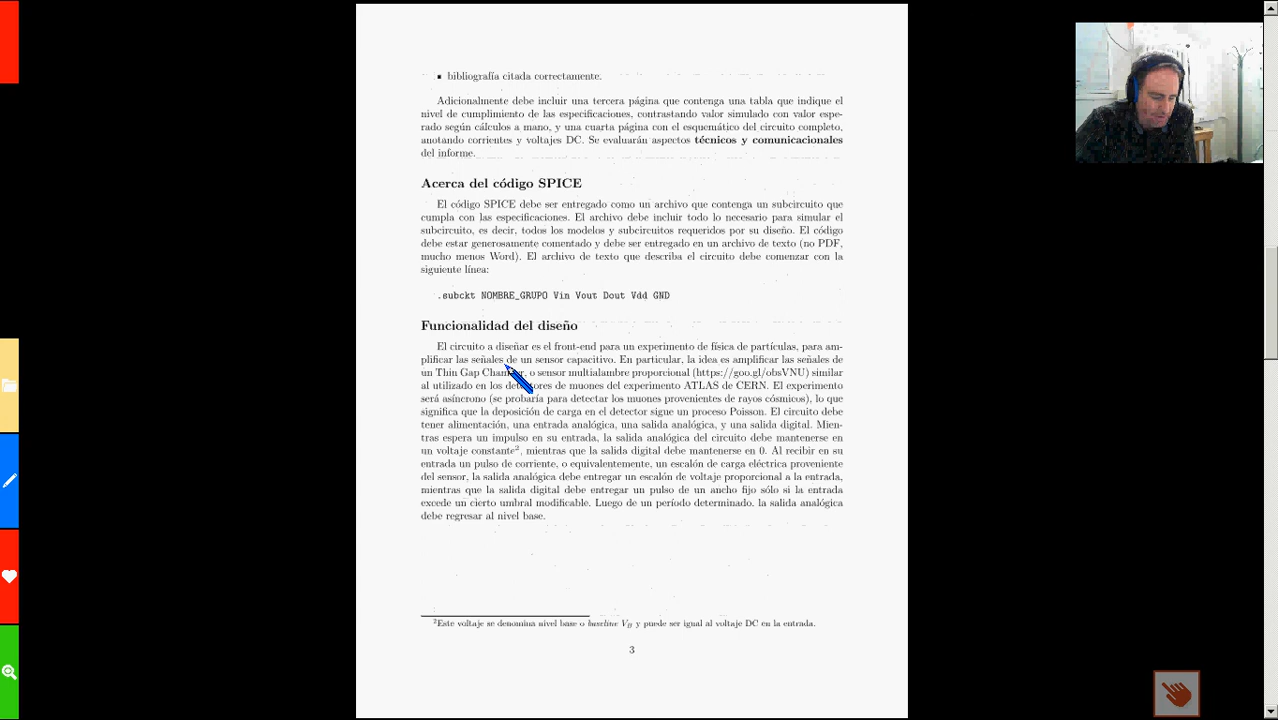 ▪ bibliografía citada correctamente.
Adicionalmente debe incluir una tercera página que contenga una tabla que indique el
nivel de cumplimiento de las especificaciones, contrastando valor simulado con valor espe-
rado según cálculos a mano, y una cuarta página con el esquemático del circuito completo,
anotando corrientes y voltajes DC. Se evaluarán aspectos técnicos y comunicacionales
del informe.
Acerca del código SPICE
El código SPICE debe ser entregado como un archivo que contenga un subcircuito que
cumpla con las especificaciones. El archivo debe incluir todo lo necesario para simular el
subcircuito, es decir, todos los modelos y subcircuitos requeridos por su diseño. El código
debe estar generosamente comentado y debe ser entregado en un archivo de texto (no PDF,
mucho menos Word). El archivo de texto que describa el circuito debe comenzar con la
siguiente línea:
.subckt NOMBRE_GRUPO Vin Vout Dout Vdd GND
Funcionalidad del diseño
El circuito a diseñar es el front-end para un experimento de física de partículas, para am-
plificar las señales de un sensor capacitivo. En particular, la idea es amplificar las señales de
un Thin Gap Chamber, o sensor multialambre proporcional (https://goo.gl/obsVNU) similar
al utilizado en los detectores de muones del experimento ATLAS de CERN. El experimento
será asíncrono (se probaría para detectar los muones provenientes de rayos cósmicos), lo que
significa que la deposición de carga en el detector sigue un proceso Poisson. El circuito debe
tener alimentación, una entrada analógica, una salida analógica, y una salida digital. Mien-
tras espera un impulso en su entrada, la salida analógica del circuito debe mantenerse en
un voltaje constante², mientras que la salida digital debe mantenerse en 0. Al recibir en su
entrada un pulso de corriente, o equivalentemente, un escalón de carga eléctrica proveniente
del sensor, la salida analógica debe entregar un escalón de voltaje proporcional a la entrada,
mientras que la salida digital debe entregar un pulso de un ancho fijo sólo si la entrada
excede un cierto umbral modificable. Luego de un período determinado. la salida analógica
debe regresar al nivel base.
²Este voltaje se denomina nivel base o baseline V_B y puede ser igual al voltaje DC en la entrada.
3